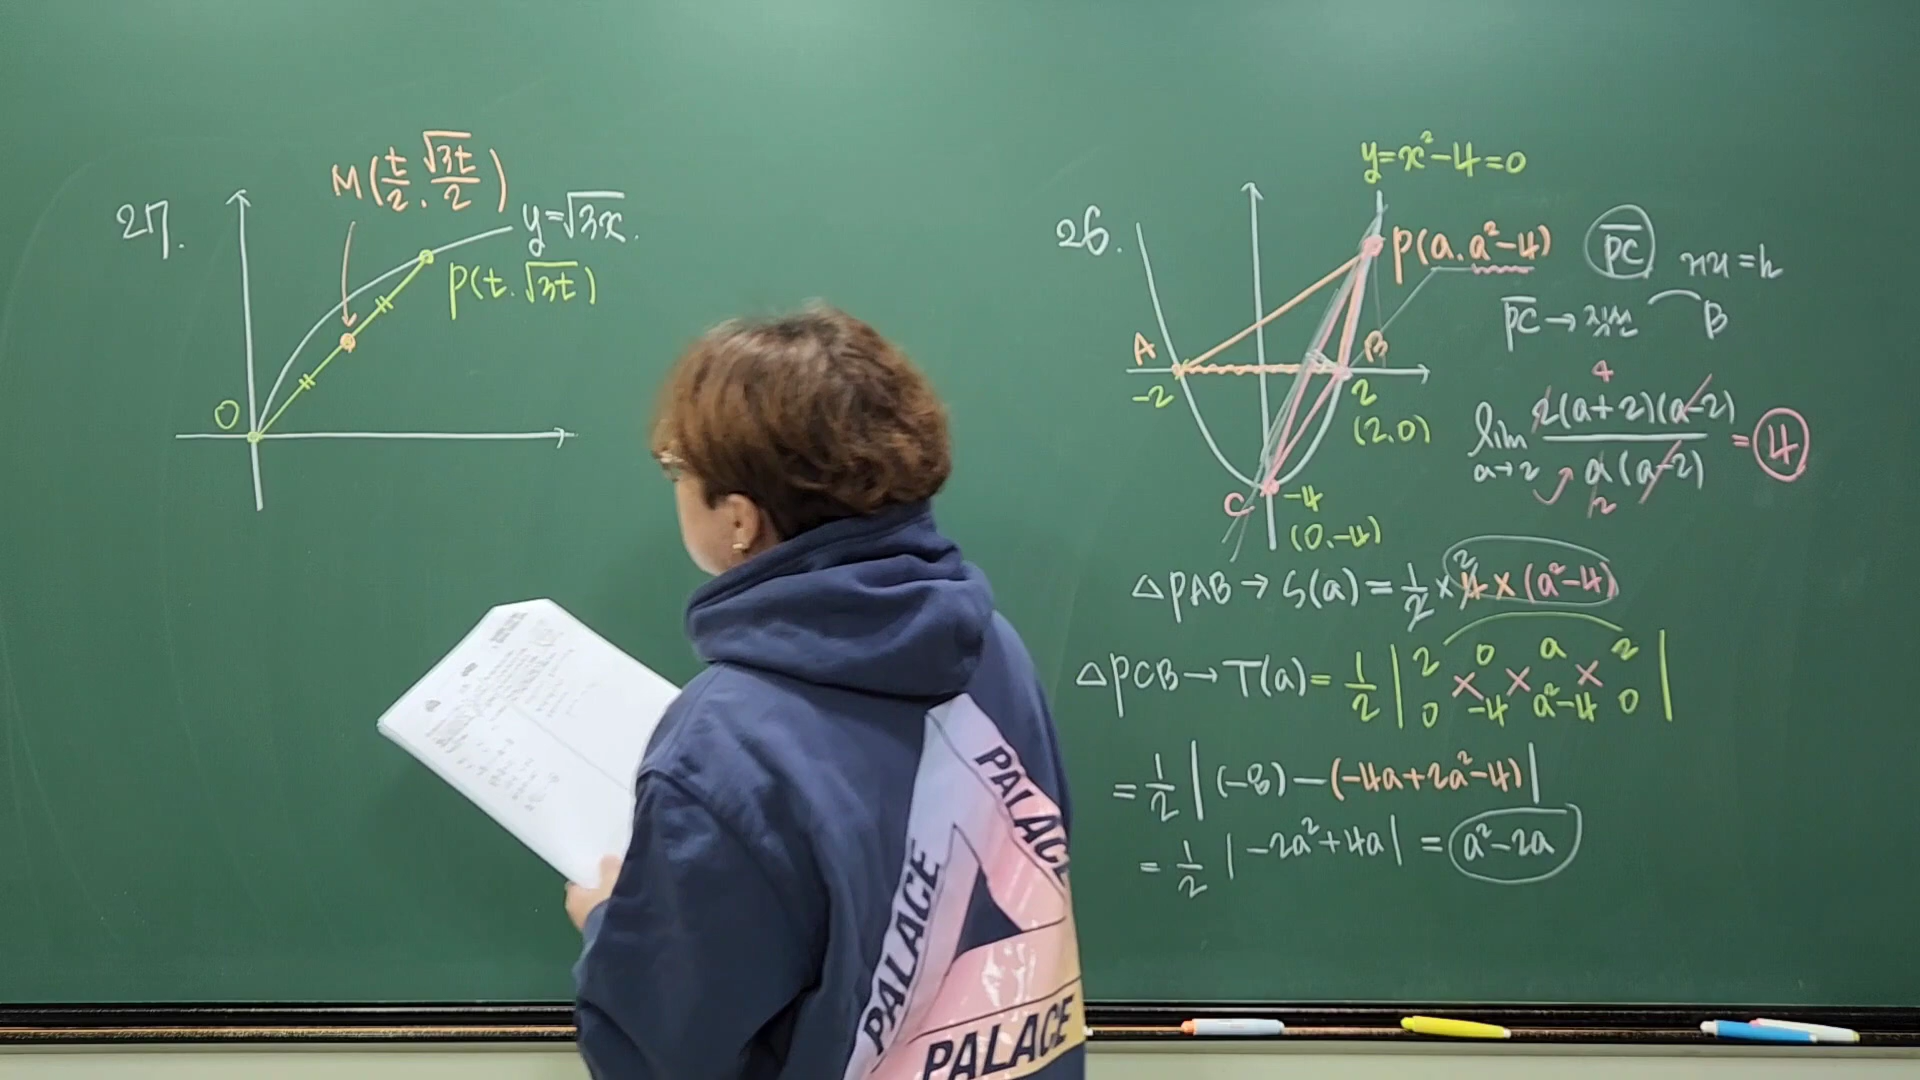 27.
M(t/2, √3t/2)
y=√3x.
P(t, √3t)
O
26.
y=x²-4=0
P(a, a²-4)
A
-2
B
2
(2,0)
C
-4
(0,-4)
PC
=h
PC→직선 B
4
lim a→2 2(a+2)(a-2) / a(a-2) = 4
2
△PAB→S(a)=1/2×4×(a²-4)
2
△PCB→T(a)=1/2|2 0 a 2
0 -4 a²-4 0|
=1/2|(-8)-(-4a+2a²-4)|
=1/2|-2a²+4a|=a²-2a
PALACE
PALACE
PALACE